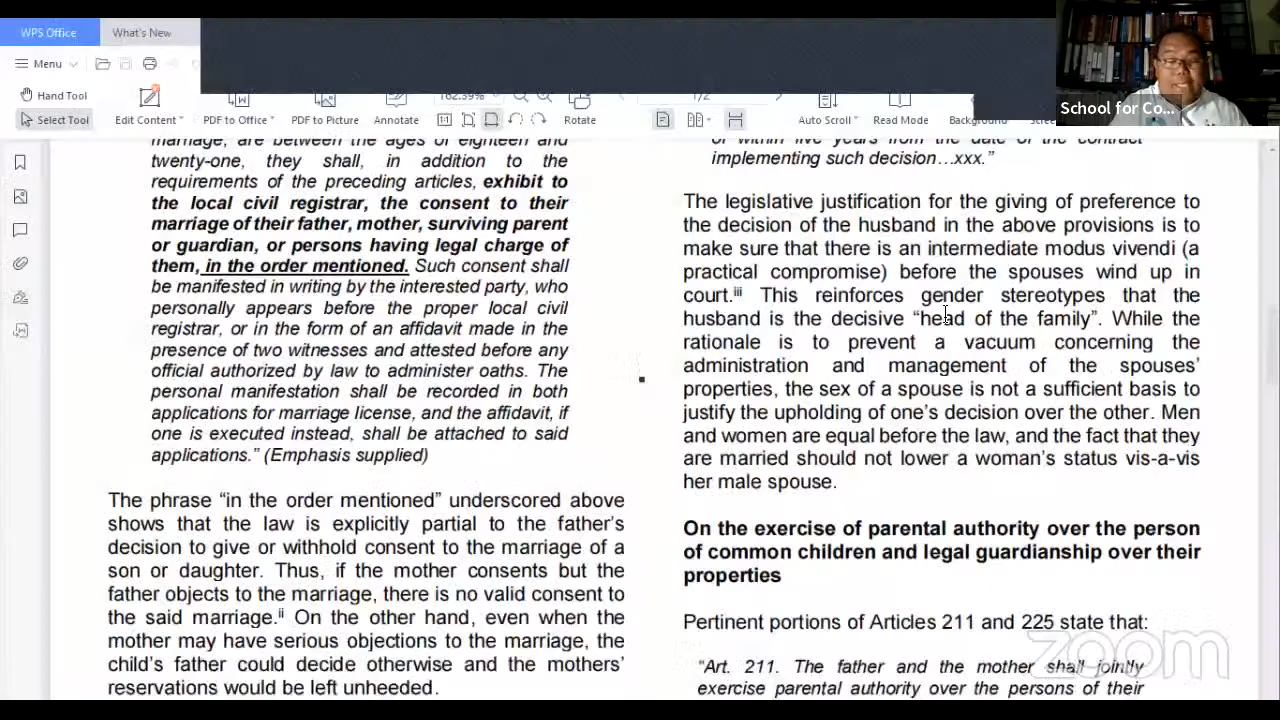 WPS Office
What's New
Menu
School for Co...
Hand Tool
Select Tool
Edit Content
PDF to Office
PDF to Picture
Annotate
162.39%
1/2
Rotate
Auto Scroll
Read Mode
Background
marriage, are between the ages of eighteen and
twenty-one, they shall, in addition to the
requirements of the preceding articles, exhibit to
the local civil registrar, the consent to their
marriage of their father, mother, surviving parent
or guardian, or persons having legal charge of
them, in the order mentioned. Such consent shall
be manifested in writing by the interested party, who
personally appears before the proper local civil
registrar, or in the form of an affidavit made in the
presence of two witnesses and attested before any
official authorized by law to administer oaths. The
personal manifestation shall be recorded in both
applications for marriage license, and the affidavit, if
one is executed instead, shall be attached to said
applications.” (Emphasis supplied)
The phrase “in the order mentioned” underscored above
shows that the law is explicitly partial to the father’s
decision to give or withhold consent to the marriage of a
son or daughter. Thus, if the mother consents but the
father objects to the marriage, there is no valid consent to
the said marriage.ii On the other hand, even when the
mother may have serious objections to the marriage, the
child’s father could decide otherwise and the mothers’
reservations would be left unheeded.
or within five years from the date of the contract
implementing such decision…xxx.”
The legislative justification for the giving of preference to
the decision of the husband in the above provisions is to
make sure that there is an intermediate modus vivendi (a
practical compromise) before the spouses wind up in
court.iii This reinforces gender stereotypes that the
husband is the decisive “head of the family”. While the
rationale is to prevent a vacuum concerning the
administration and management of the spouses’
properties, the sex of a spouse is not a sufficient basis to
justify the upholding of one’s decision over the other. Men
and women are equal before the law, and the fact that they
are married should not lower a woman’s status vis-a-vis
her male spouse.
On the exercise of parental authority over the person
of common children and legal guardianship over their
properties
Pertinent portions of Articles 211 and 225 state that:
“Art. 211. The father and the mother shall jointly
exercise parental authority over the persons of their
zoom